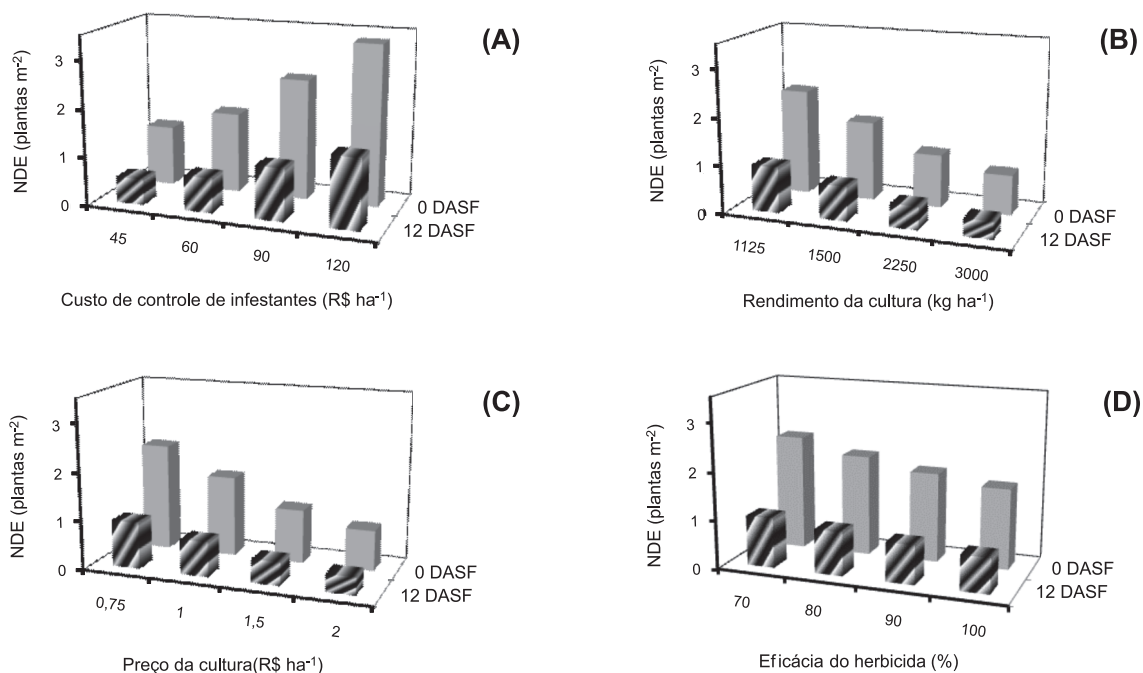 (A)
NDE (plantas m-2)
3
2
1
0
0 DASF
12 DASF
45 60 90 120
Custo de controle de infestantes (R$ ha-1)
(B)
NDE (plantas m-2)
3
2
1
0
0 DASF
12 DASF
1125 1500 2250 3000
Rendimento da cultura (kg ha-1)
(C)
NDE (plantas m-2)
3
2
1
0
0 DASF
12 DASF
0,75 1 1,5 2
Preço da cultura(R$ ha-1)
(D)
NDE (plantas m-2)
3
2
1
0
0 DASF
12 DASF
70 80 90 100
Eficácia do herbicida (%)